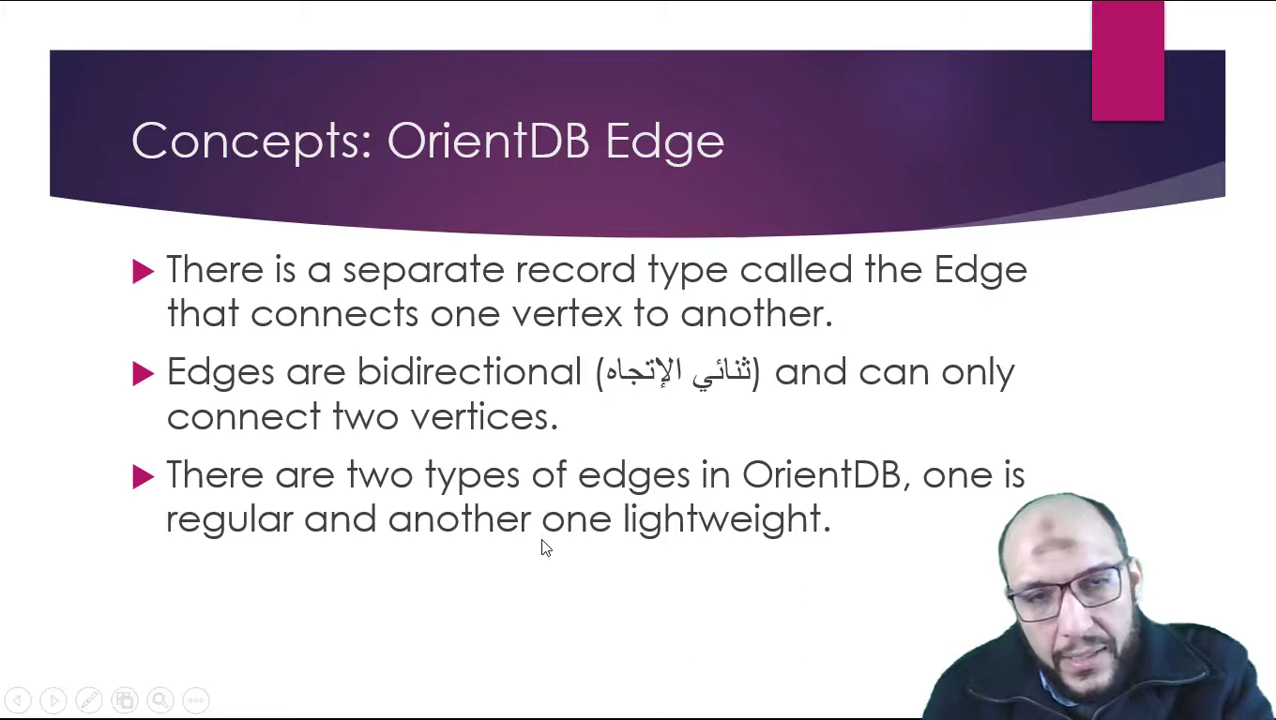 Concepts: OrientDB Edge
There is a separate record type called the Edge
that connects one vertex to another.
Edges are bidirectional (ثنائي الإتجاه) and can only
connect two vertices.
There are two types of edges in OrientDB, one is
regular and another one lightweight.